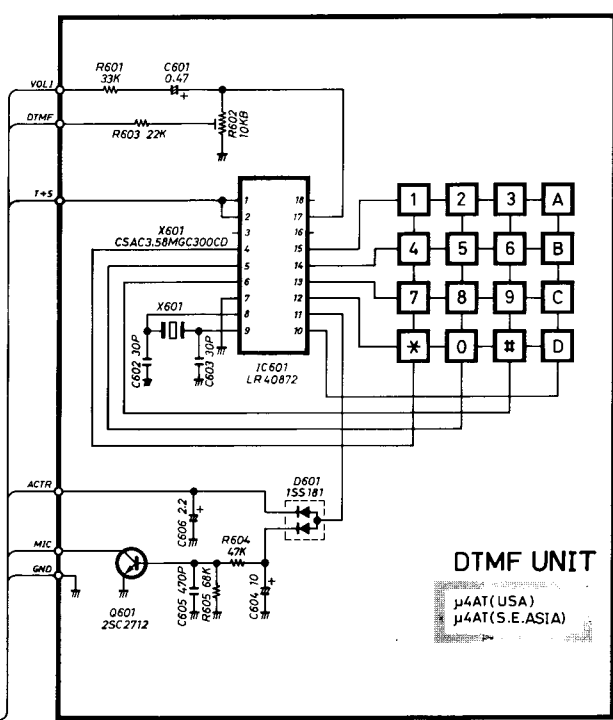 R601
33K
C601
0.47
+
VOL1
DTMF
R603 22K
R602
10KB
T+5
X601
CSAC3.58MGC300CD
1
2
3
4
5
6
7
8
9
18
17
16
15
14
13
12
11
10
IC601
LR40872
X601
C602 30P
C603 30P
1 2 3 A
4 5 6 B
7 8 9 C
* 0 # D
D601
1SS181
ACTR
C606 2.2
+
R604
47K
MIC
GND
Q601
2SC2712
C605 470P
R605 68K
C604 10
+
DTMF UNIT
µ4AT(USA)
µ4AT(S.E.ASIA)